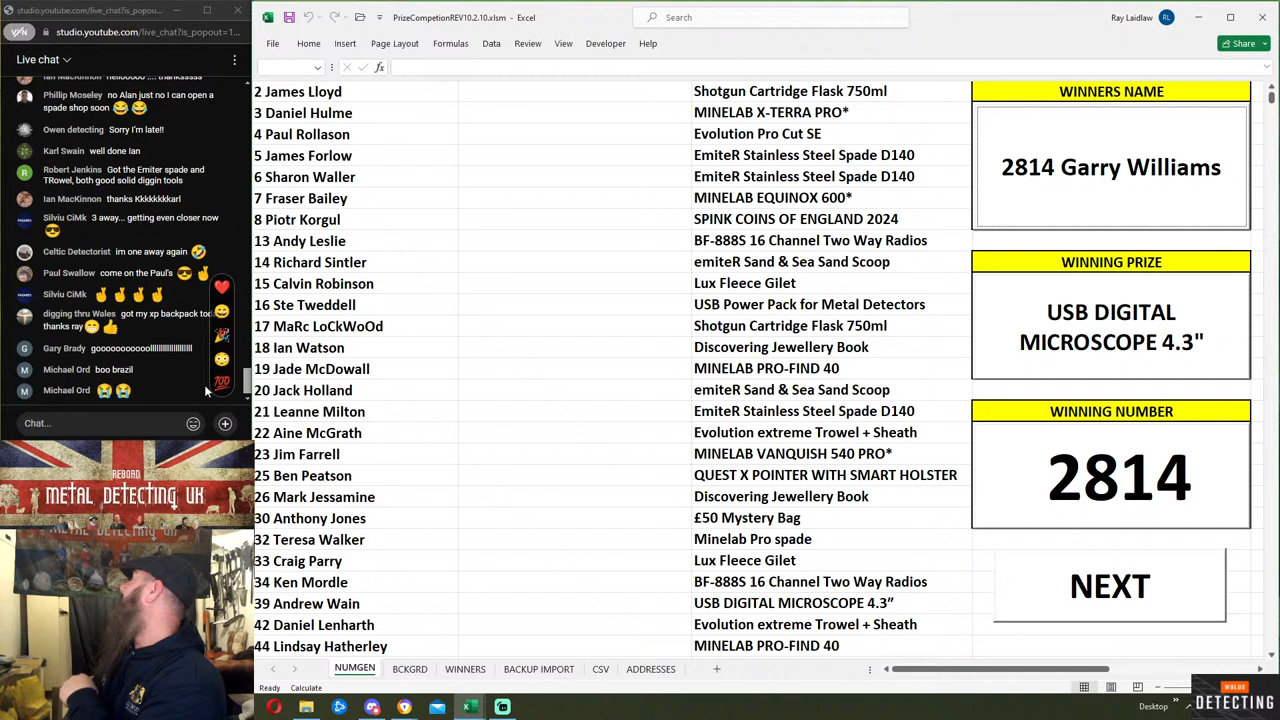 studio.youtube.com/live_chat?is_popout=1...
studio.youtube.com/live_chat?is_popout=1...
VPN
Live chat
Ian MacKinnon hellooooo .... thanksssss
Phillip Moseley no Alan just no I can open a
spade shop soon 😂 😂
Owen detecting Sorry I'm late!!
Karl Swain well done Ian
Robert Jenkins Got the Emiter spade and
TRowel, both good solid diggin tools
Ian MacKinnon thanks Kkkkkkkkarl
Silviu CiMk 3 away... getting even closer now
😎
Celtic Detectorist im one away again 🤣
Paul Swallow come on the Paul's 😎 🤞
Silviu CiMk 🤞 🤞 🤞 🤞
digging thru Wales got my xp backpack tod
thanks ray 😁 👍
Gary Brady goooooooooolllllllllllllllllll
Michael Ord boo brazil
Michael Ord 😭 😭
Chat...
REBORN
METAL DETECTING UK
PrizeCompetionREV10.2.10.xlsm - Excel
Search
Ray Laidlaw RL
File Home Insert Page Layout Formulas Data Review View Developer Help
Share
fx
2 James Lloyd Shotgun Cartridge Flask 750ml
3 Daniel Hulme MINELAB X-TERRA PRO*
4 Paul Rollason Evolution Pro Cut SE
5 James Forlow EmiteR Stainless Steel Spade D140
6 Sharon Waller EmiteR Stainless Steel Spade D140
7 Fraser Bailey MINELAB EQUINOX 600*
8 Piotr Korgul SPINK COINS OF ENGLAND 2024
13 Andy Leslie BF-888S 16 Channel Two Way Radios
14 Richard Sintler emiteR Sand & Sea Sand Scoop
15 Calvin Robinson Lux Fleece Gilet
16 Ste Tweddell USB Power Pack for Metal Detectors
17 MaRc LoCkWoOd Shotgun Cartridge Flask 750ml
18 Ian Watson Discovering Jewellery Book
19 Jade McDowall MINELAB PRO-FIND 40
20 Jack Holland emiteR Sand & Sea Sand Scoop
21 Leanne Milton EmiteR Stainless Steel Spade D140
22 Aine McGrath Evolution extreme Trowel + Sheath
23 Jim Farrell MINELAB VANQUISH 540 PRO*
25 Ben Peatson QUEST X POINTER WITH SMART HOLSTER
26 Mark Jessamine Discovering Jewellery Book
30 Anthony Jones £50 Mystery Bag
32 Teresa Walker Minelab Pro spade
33 Craig Parry Lux Fleece Gilet
34 Ken Mordle BF-888S 16 Channel Two Way Radios
39 Andrew Wain USB DIGITAL MICROSCOPE 4.3”
42 Daniel Lenharth Evolution extreme Trowel + Sheath
44 Lindsay Hatherley MINELAB PRO-FIND 40
WINNERS NAME
2814 Garry Williams
WINNING PRIZE
USB DIGITAL
MICROSCOPE 4.3"
WINNING NUMBER
2814
NEXT
NUMGEN BCKGRD WINNERS BACKUP IMPORT CSV ADDRESSES
Ready Calculate
Desktop
DETECTING